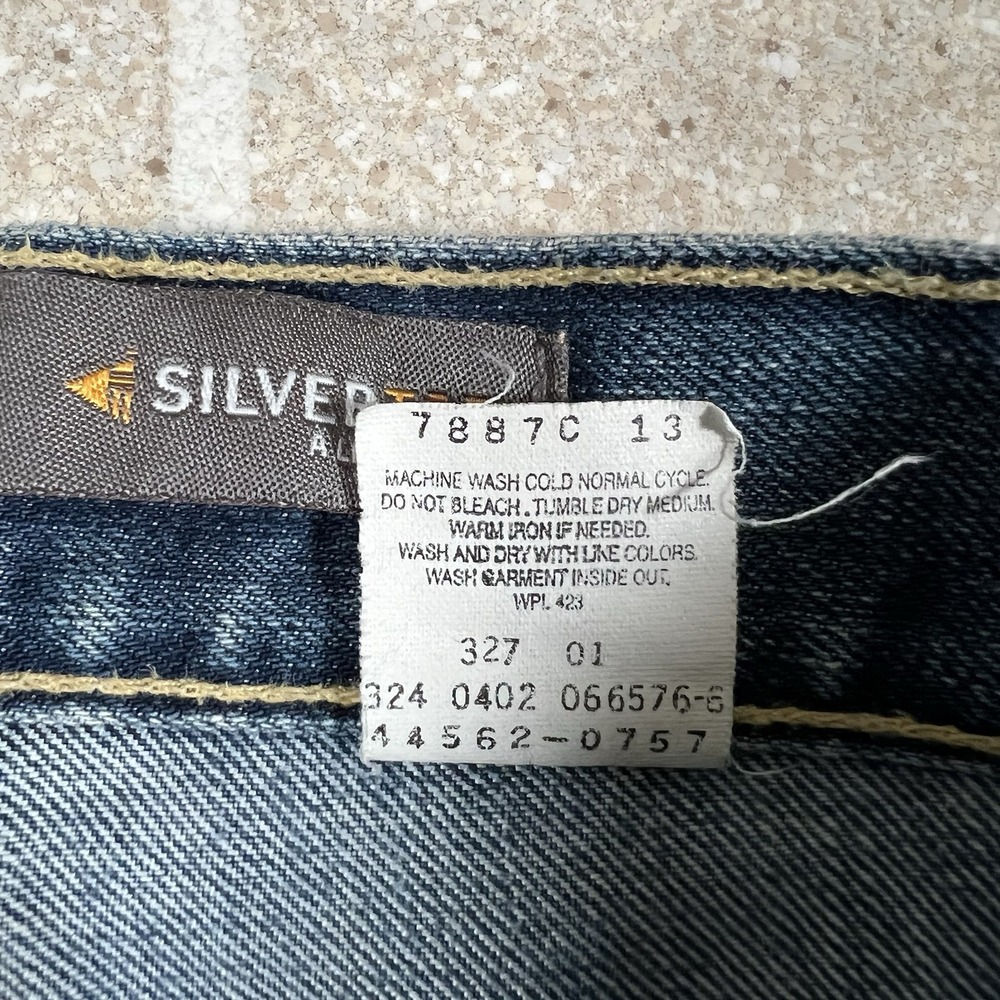 SILVER
7887C 13
MACHINE WASH COLD NORMAL CYCLE.
DO NOT BLEACH. TUMBLE DRY MEDIUM.
WARM IRON IF NEEDED.
WASH AND DRY WITH LIKE COLORS.
WASH GARMENT INSIDE OUT.
WPL 423
327 01
324 0402 066576-6
44562-0757